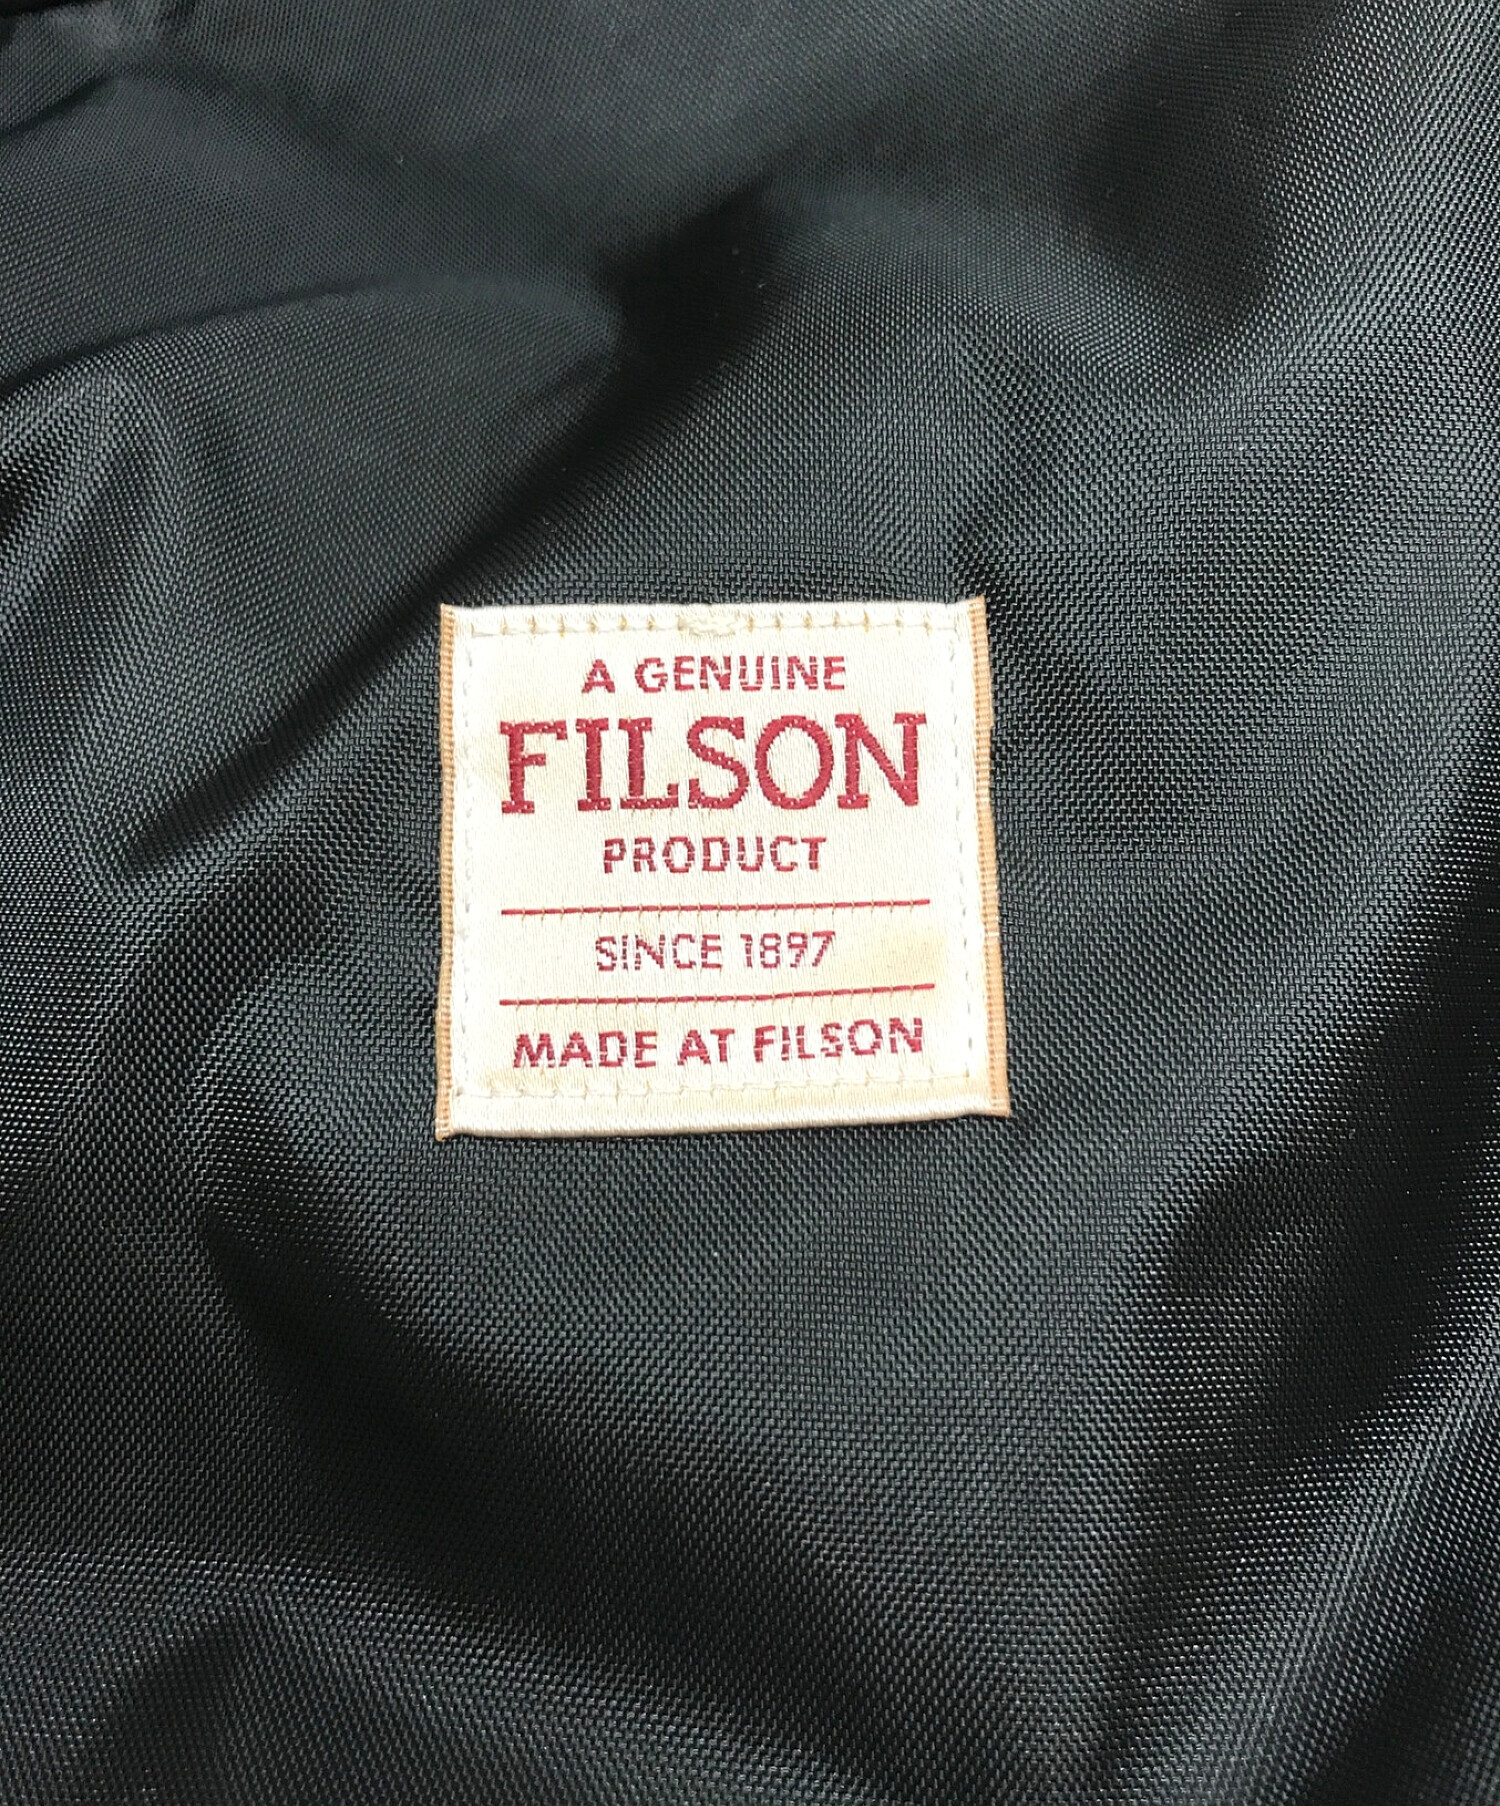 A GENUINE
FILSON
PRODUCT
SINCE 1897
MADE AT FILSON